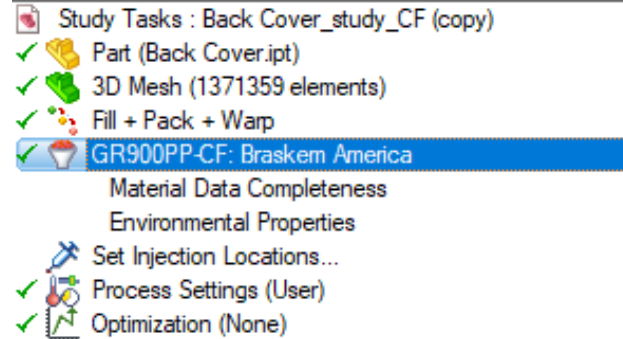 Study Tasks : Back Cover_study_CF (copy)
Part (Back Cover.ipt)
3D Mesh (1371359 elements)
Fill + Pack + Warp
GR900PP-CF: Braskem America
Material Data Completeness
Environmental Properties
Set Injection Locations...
Process Settings (User)
Optimization (None)